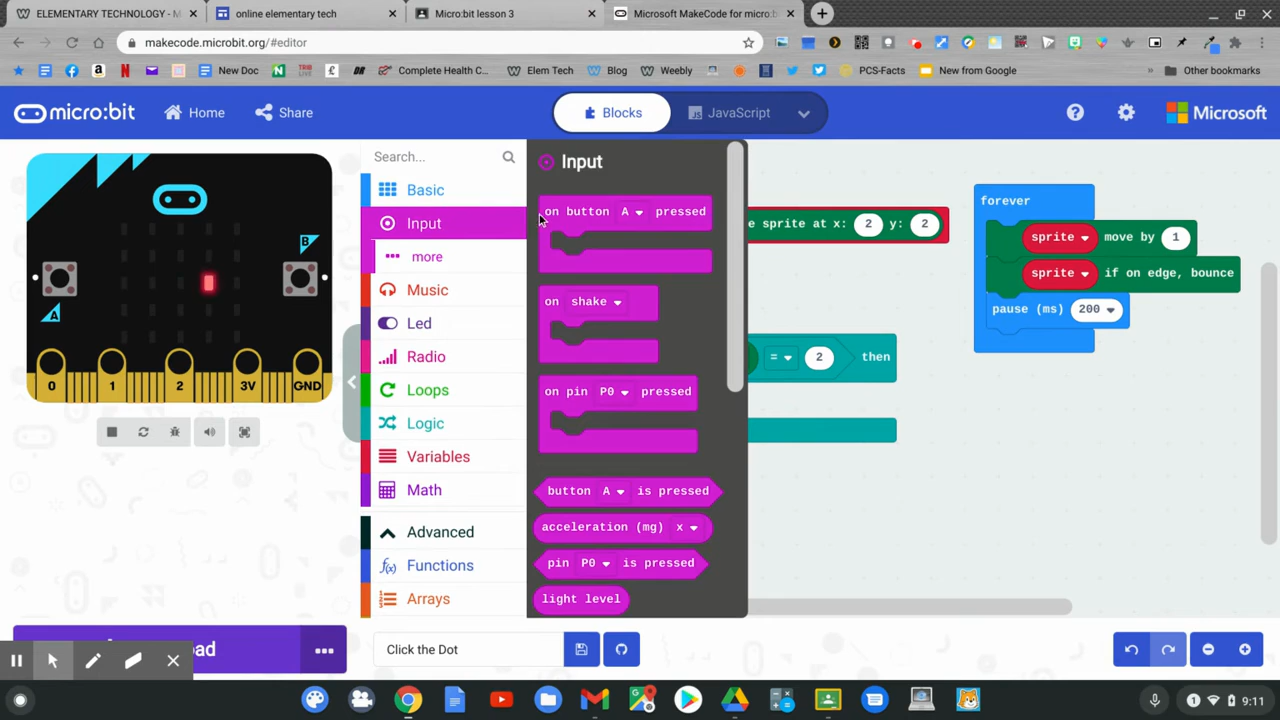 ELEMENTARY TECHNOLOGY - M
online elementary tech
Micro:bit lesson 3
Microsoft MakeCode for micro:b
makecode.microbit.org/#editor
New Doc
Complete Health C...
Elem Tech
Blog
Weebly
PCS-Facts
New from Google
Other bookmarks
micro:bit
Home
Share
Blocks
JavaScript
Microsoft
Search...
Basic
Input
more
Music
Led
Radio
Loops
Logic
Variables
Math
Advanced
Functions
Arrays
Input
on button A pressed
on shake
on pin P0 pressed
button A is pressed
acceleration (mg) x
pin P0 is pressed
light level
e sprite at x: 2 y: 2
= 2 then
forever
sprite move by 1
sprite if on edge, bounce
pause (ms) 200
A
B
0 1 2 3V GND
oad
Click the Dot
1
9:11